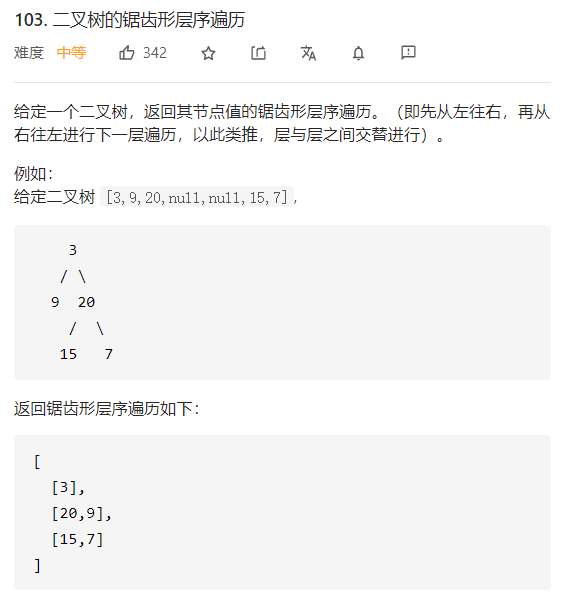 103. 二叉树的锯齿形层序遍历
难度 中等 342
给定一个二叉树，返回其节点值的锯齿形层序遍历。（即先从左往右，再从
右往左进行下一层遍历，以此类推，层与层之间交替进行）。
例如：
给定二叉树 [3,9,20,null,null,15,7],
3
/ \
9 20
/ \
15 7
返回锯齿形层序遍历如下：
[
[3],
[20,9],
[15,7]
]